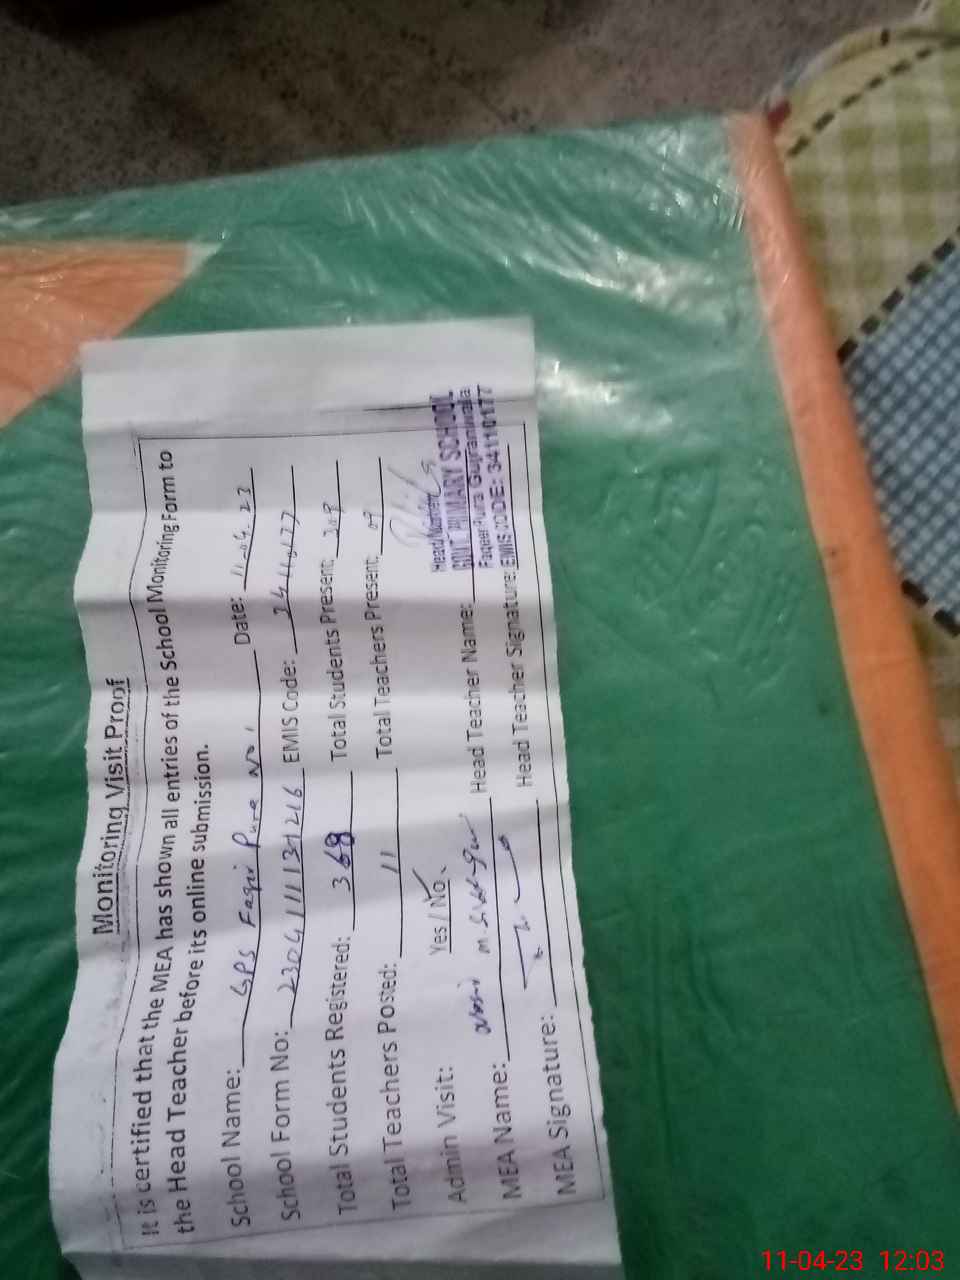 Monitoring Visit Proof
It is certified that the MEA has shown all entries of the School Monitoring Form to
the Head Teacher before its online submission.
School Name: GPS Faqir Pura No 1 Date: 11-04-23
School Form No: EMIS Code: 34110177
Total Students Registered: 368 Total Students Present: 308
Total Teachers Posted: 11 Total Teachers Present: 09
Admin Visit: Yes / No
MEA Name: Head Teacher Name:
MEA Signature: Head Teacher Signature:
GOVT PRIMARY SCHOOL
Faqeer Pura Gujranwala
EMIS CODE: 34110177
11-04-23 12:03